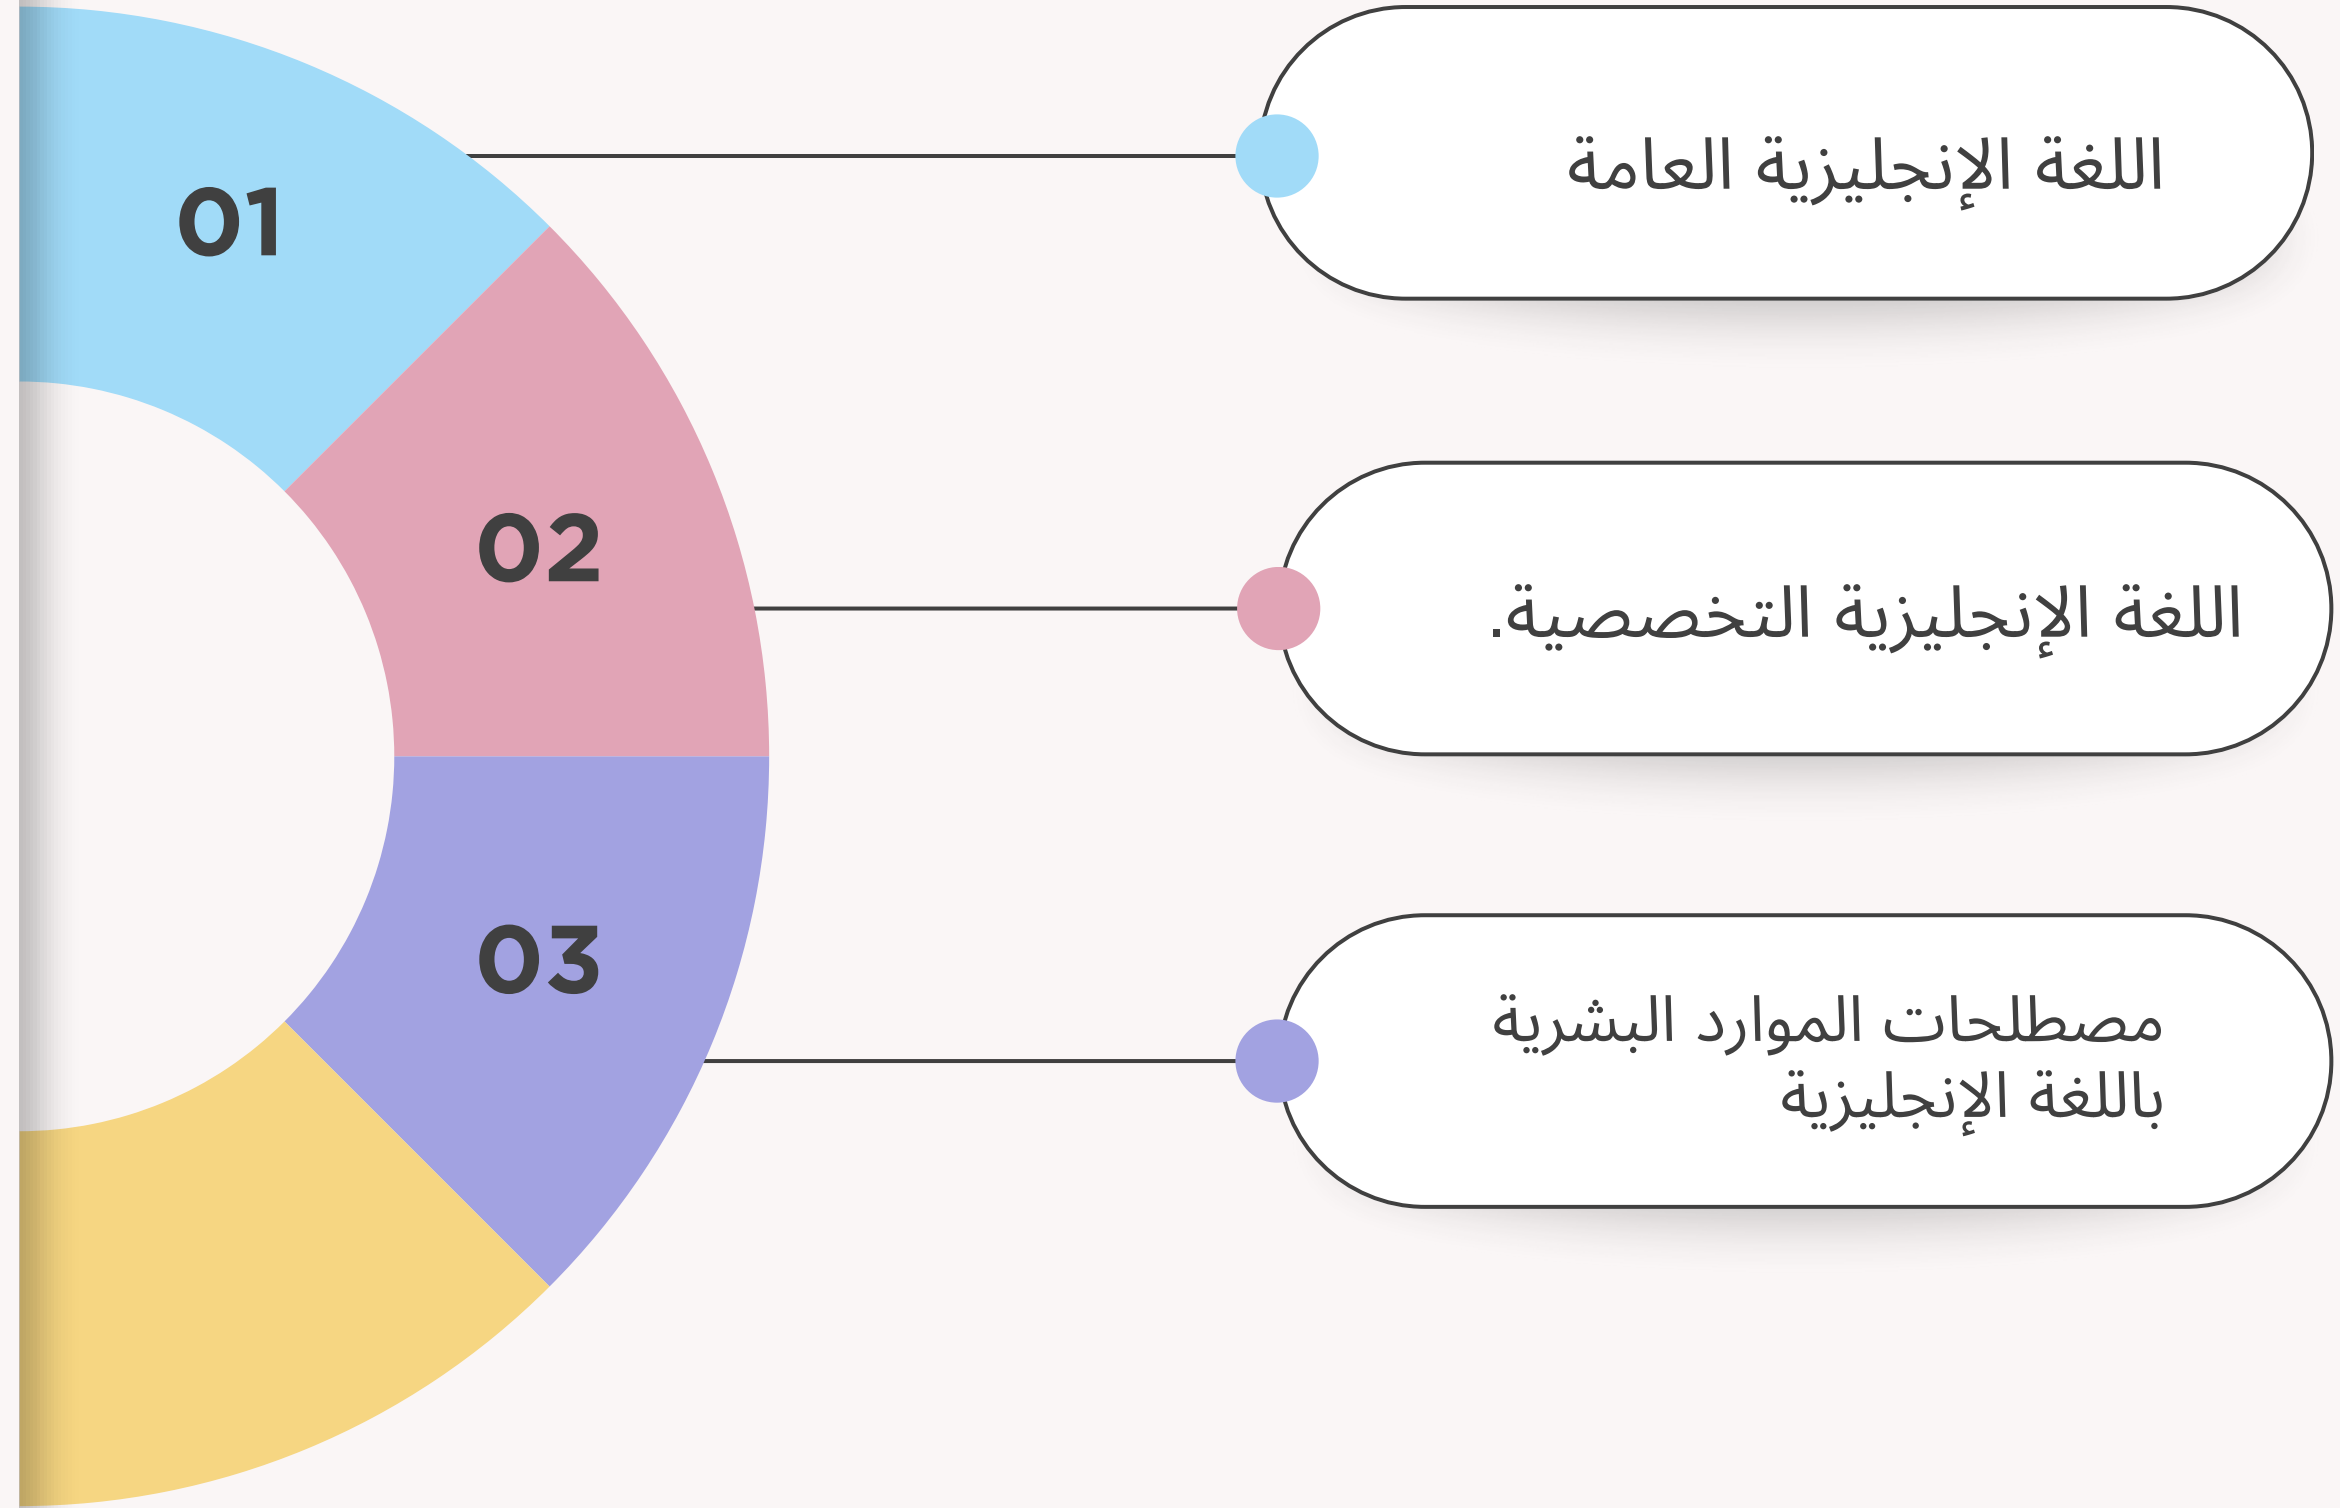 01
اللغة الإنجليزية العامة
02
اللغة الإنجليزية التخصصية.
03
مصطلحات الموارد البشرية
باللغة الإنجليزية